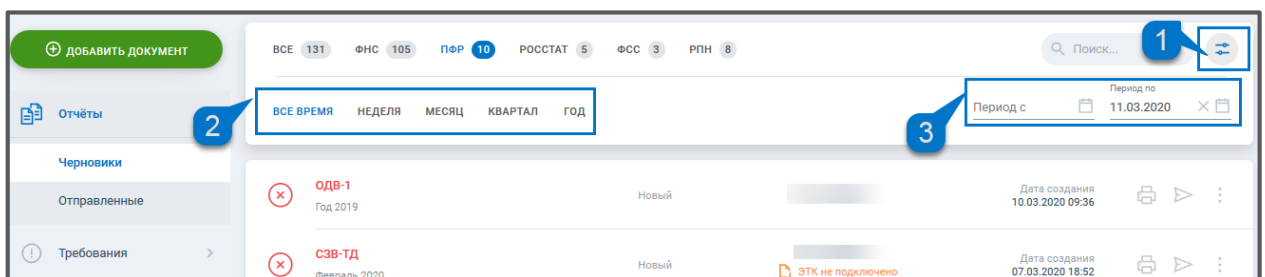 ДОБАВИТЬ ДОКУМЕНТ
ВСЕ 131 ФНС 105 ПФР 10 РОССТАТ 5 ФСС 3 РПН 8
Поиск...
1
Отчёты
2
ВСЕ ВРЕМЯ НЕДЕЛЯ МЕСЯЦ КВАРТАЛ ГОД
3
Период с
Период по
11.03.2020
Черновики
Отправленные
Требования
ОДВ-1
Год 2019
Новый
Дата создания
10.03.2020 09:36
СЗВ-ТД
Февраль 2020
Новый
ЭТК не подключено
Дата создания
07.03.2020 18:52